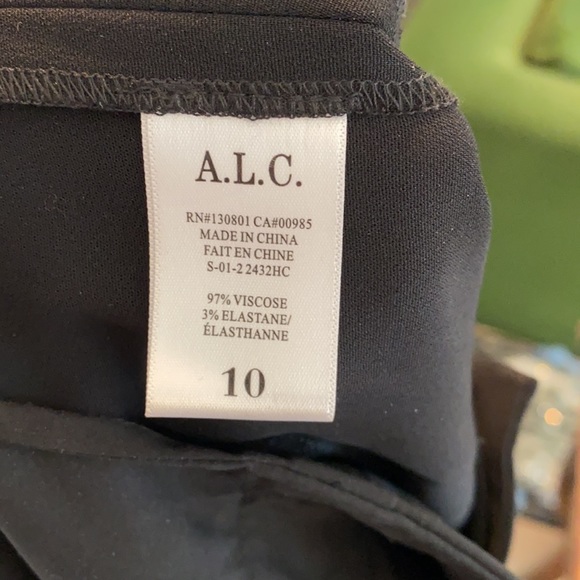 A.L.C.
RN#130801 CA#00985
MADE IN CHINA
FAIT EN CHINE
S-01-2 2432HC
97% VISCOSE
3% ELASTANE/
ÉLASTHANNE
10